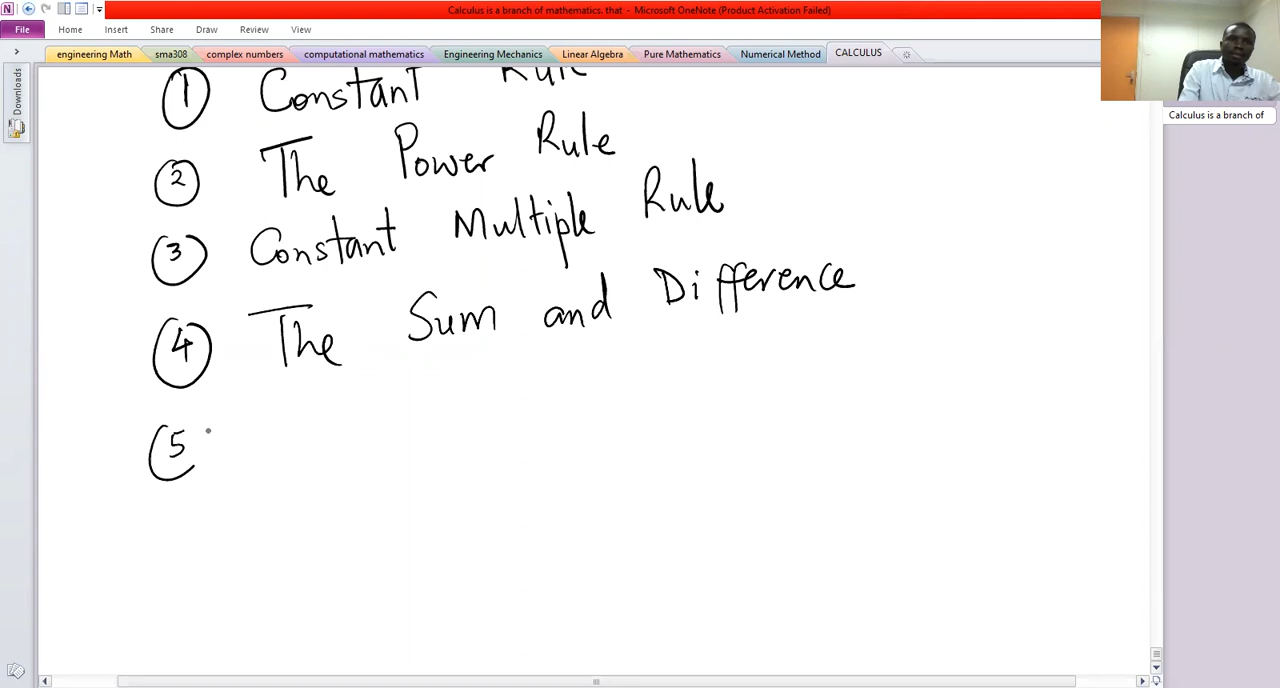 Calculus is a branch of mathematics. that - Microsoft OneNote (Product Activation Failed)
File Home Insert Share Draw Review View
engineering Math sma308 complex numbers computational mathematics Engineering Mechanics Linear Algebra Pure Mathematics Numerical Method CALCULUS
Downloads
Calculus is a branch of
1 Constant Rule
2 The Power Rule
3 Constant Multiple Rule
4 The Sum and Difference
5